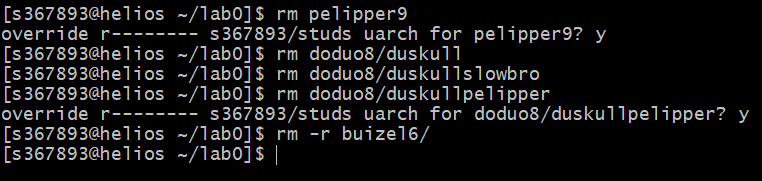 [s367893@helios ~/lab0]$ rm pelipper9
override r-------- s367893/studs uarch for pelipper9? y
[s367893@helios ~/lab0]$ rm doduo8/duskull
[s367893@helios ~/lab0]$ rm doduo8/duskullslowbro
[s367893@helios ~/lab0]$ rm doduo8/duskullpelipper
override r-------- s367893/studs uarch for doduo8/duskullpelipper? y
[s367893@helios ~/lab0]$ rm -r buizel6/
[s367893@helios ~/lab0]$